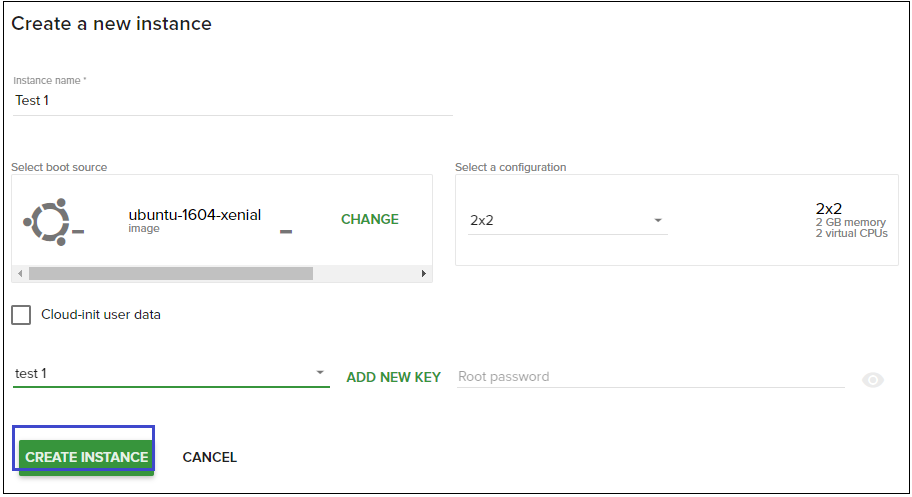 Create a new instance
Instance name *
Test 1
Select boot source
Select a configuration
ubuntu-1604-xenial
image
CHANGE
2x2
2x2
2 GB memory
2 virtual CPUs
Cloud-init user data
test 1
ADD NEW KEY
Root password
CREATE INSTANCE
CANCEL